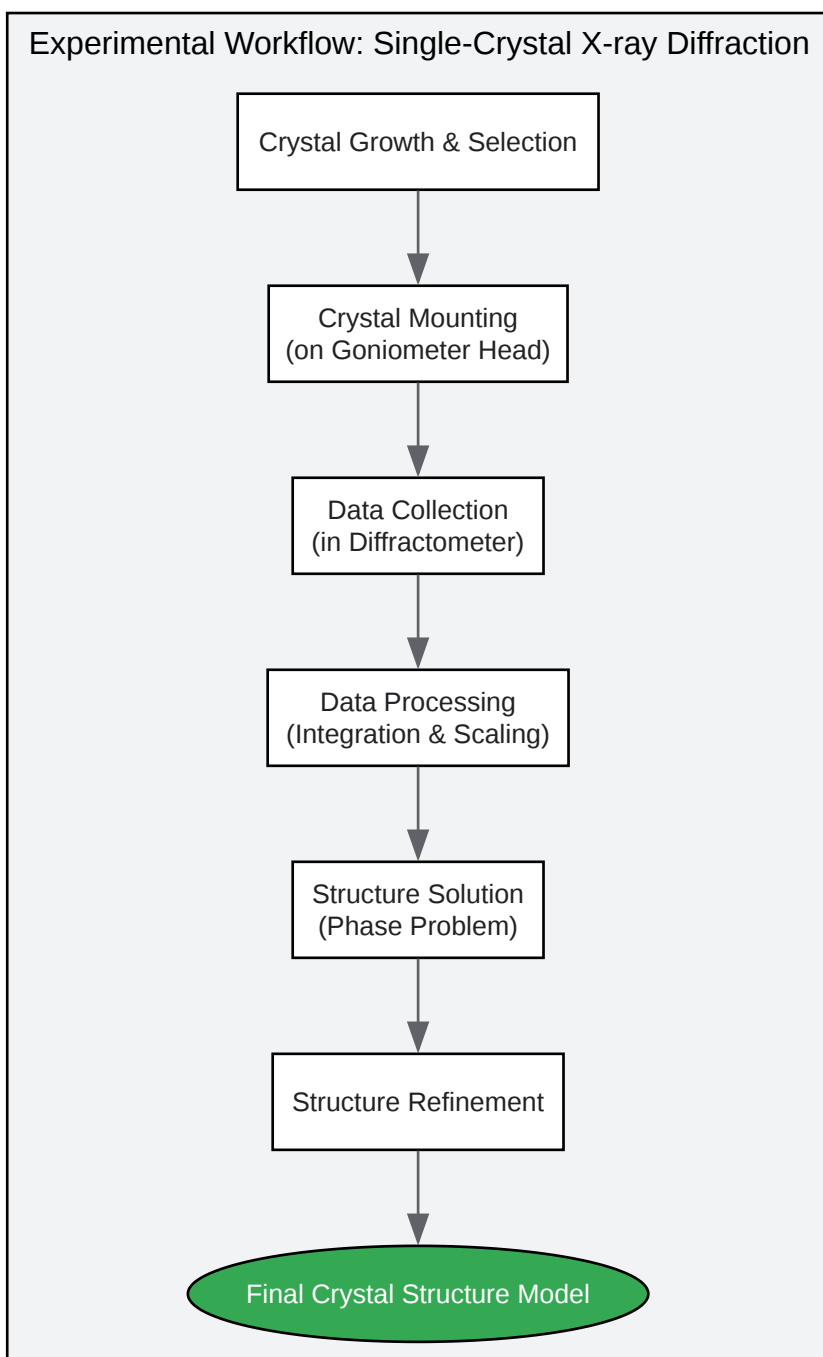 Experimental Workflow: Single-Crystal X-ray Diffraction
Crystal Growth & Selection
Crystal Mounting
(on Goniometer Head)
Data Collection
(in Diffractometer)
Data Processing
(Integration & Scaling)
Structure Solution
(Phase Problem)
Structure Refinement
Final Crystal Structure Model